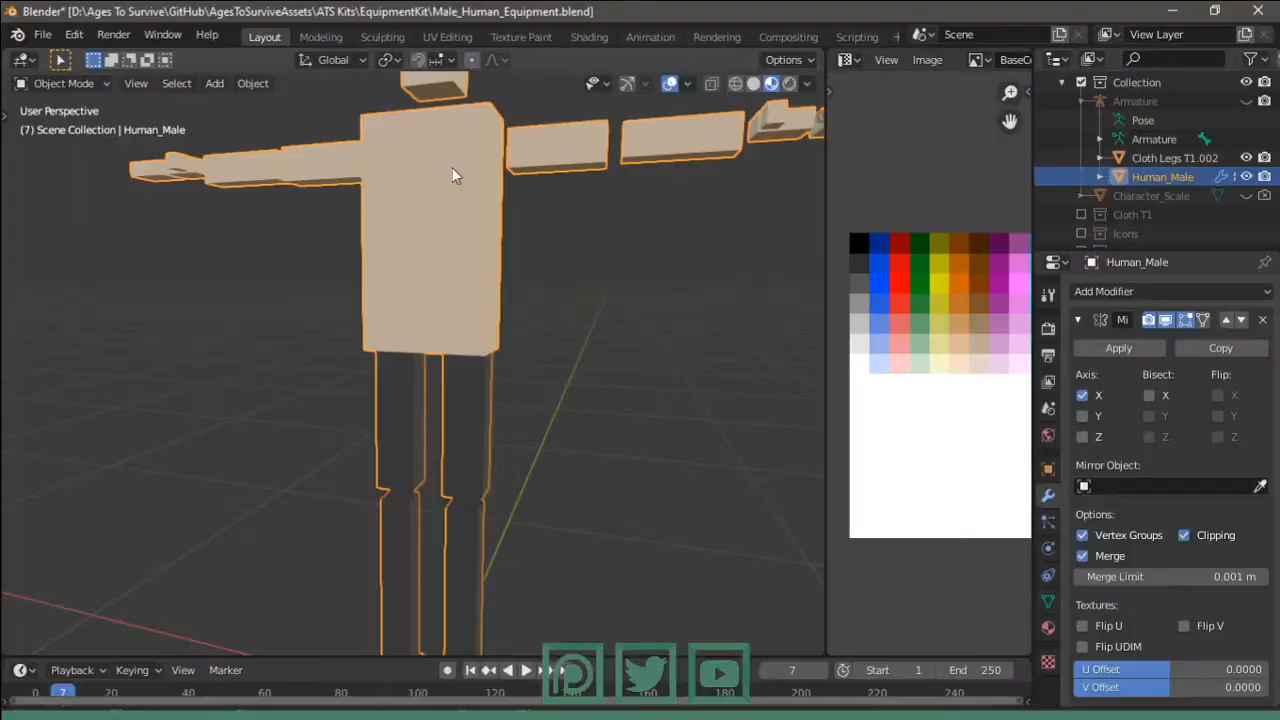 Blender* [D:\Ages To Survive\GitHub\AgesToSurviveAssets\ATS Kits\EquipmentKit\Male_Human_Equipment.blend]
File Edit Render Window Help Layout Modeling Sculpting UV Editing Texture Paint Shading Animation Rendering Compositing Scripting Scene View Layer
Global Options View Image BaseC
Object Mode View Select Add Object
User Perspective
(7) Scene Collection | Human_Male
Collection
Armature
Pose
Armature
Cloth Legs T1.002
Human_Male
Character_Scale
Cloth T1
Icons
Human_Male
Add Modifier
Mi
Apply Copy
Axis: Bisect: Flip:
X X X
Y Y Y
Z Z Z
Mirror Object:
Options:
Vertex Groups Clipping
Merge
Merge Limit 0.001 m
Textures:
Flip U Flip V
Flip UDIM
U Offset 0.0000
V Offset 0.0000
Playback Keying View Marker 7 Start 1 End 250
0 7 20 40 60 80 100 120 160 180 200 220 240